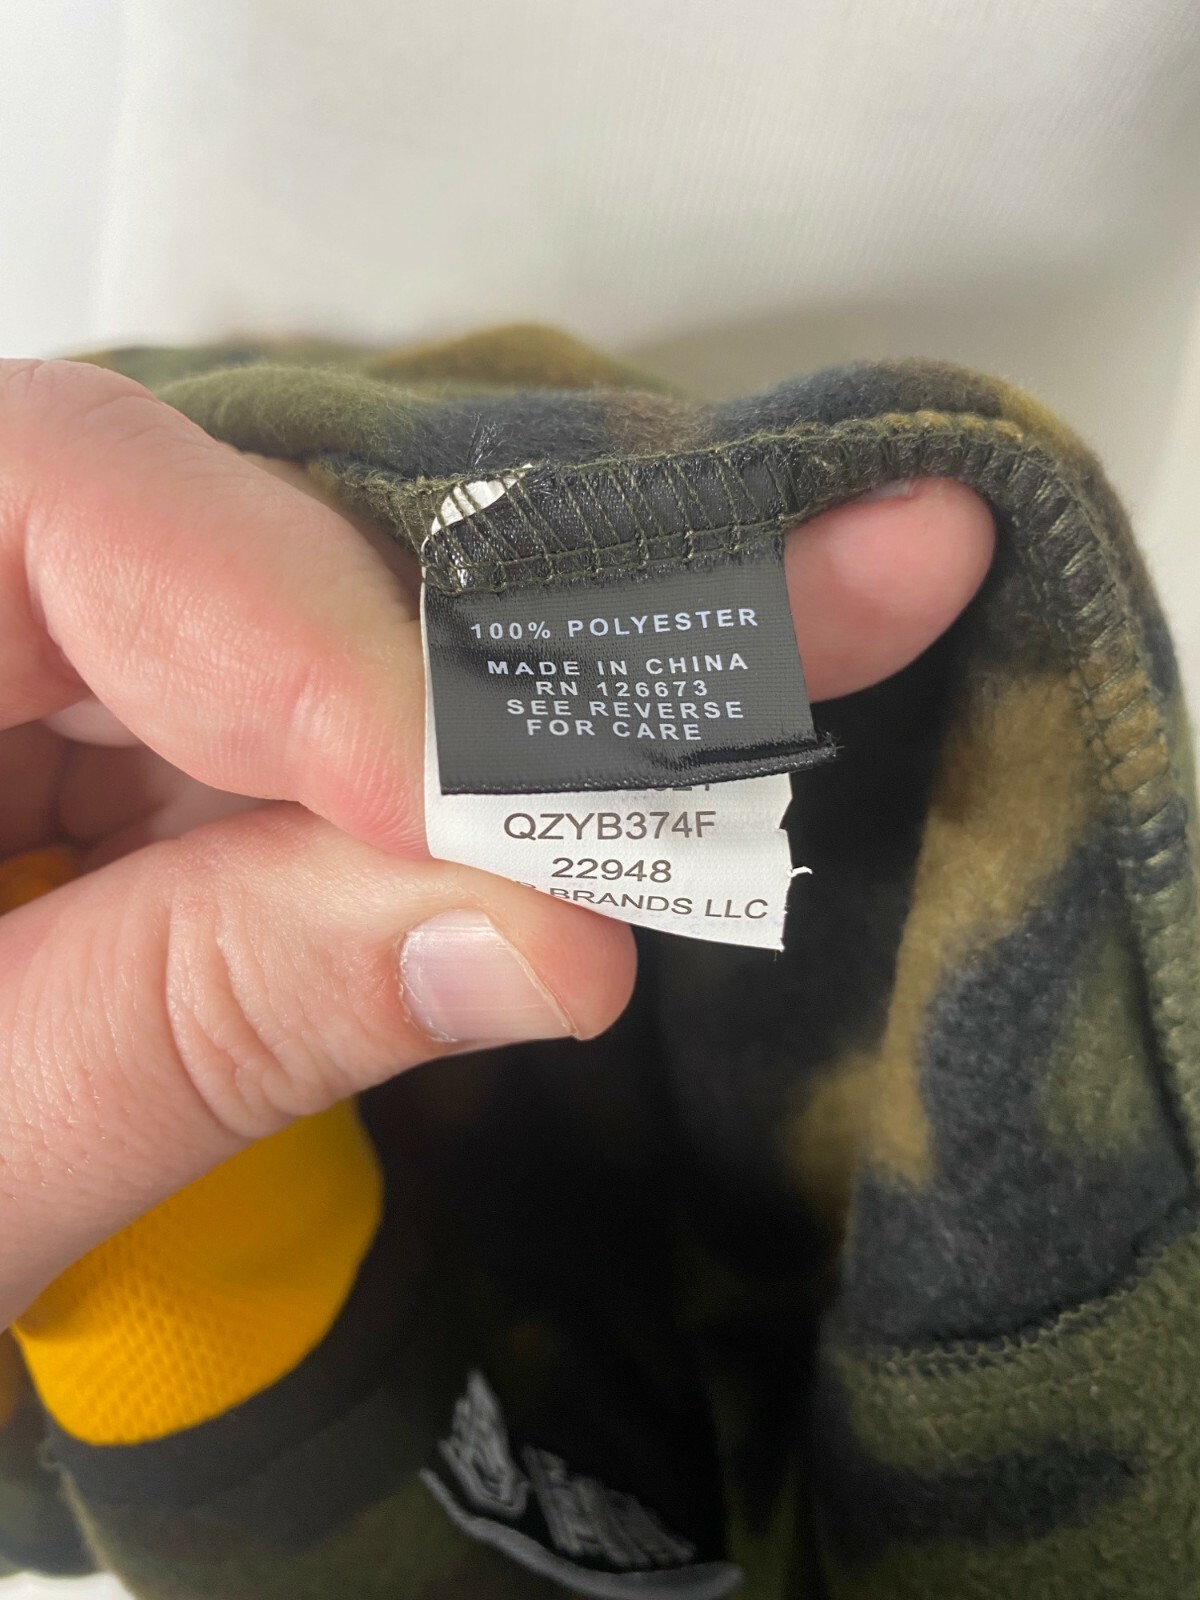 100% POLYESTER
MADE IN CHINA
RN 126673
SEE REVERSE
FOR CARE
QZYB374F
22948
BRANDS LLC